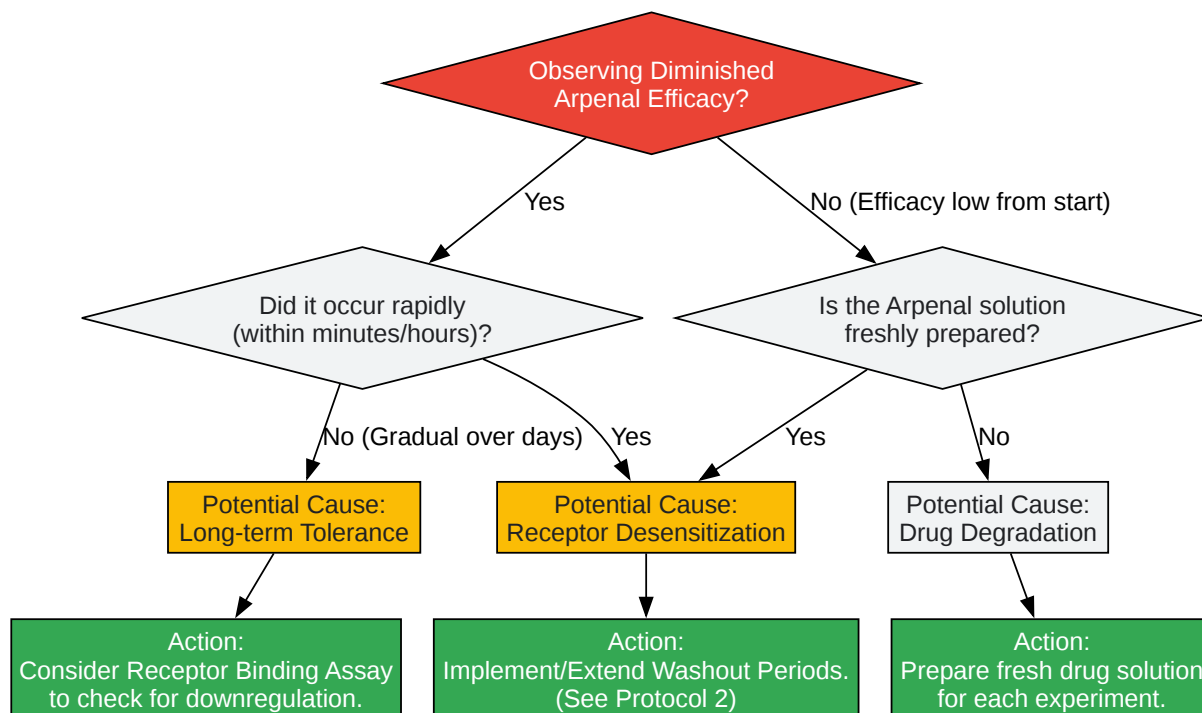 Observing Diminished
Arpenal Efficacy?
Yes
No (Efficacy low from start)
Did it occur rapidly
(within minutes/hours)?
Is the Arpenal solution
freshly prepared?
No (Gradual over days)
Yes
Yes
No
Potential Cause:
Long-term Tolerance
Potential Cause:
Receptor Desensitization
Potential Cause:
Drug Degradation
Action:
Consider Receptor Binding Assay
to check for downregulation.
Action:
Implement/Extend Washout Periods.
(See Protocol 2)
Action:
Prepare fresh drug solution
for each experiment.